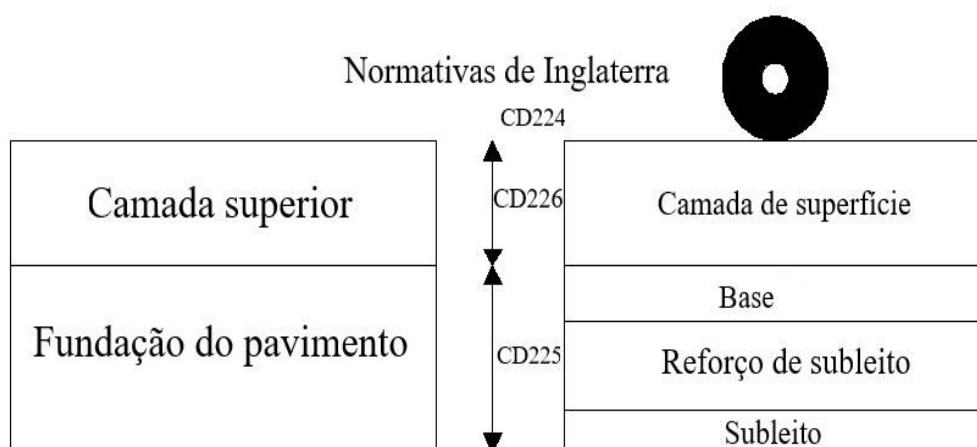 Normativas de Inglaterra
CD224
Camada superior
CD226
Camada de superfície
Base
Fundação do pavimento
CD225
Reforço de subleito
Subleito